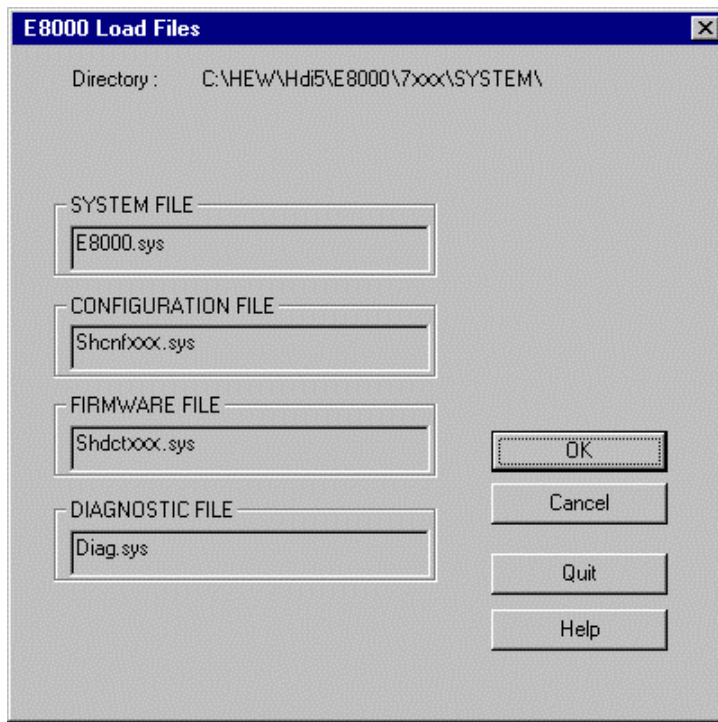 E8000 Load Files
Directory : C:\HEW\Hdi5\E8000\7xxx\SYSTEM\
SYSTEM FILE
E8000.sys
CONFIGURATION FILE
Shcnfxxx.sys
FIRMWARE FILE
Shdctxxx.sys
DIAGNOSTIC FILE
Diag.sys
OK
Cancel
Quit
Help